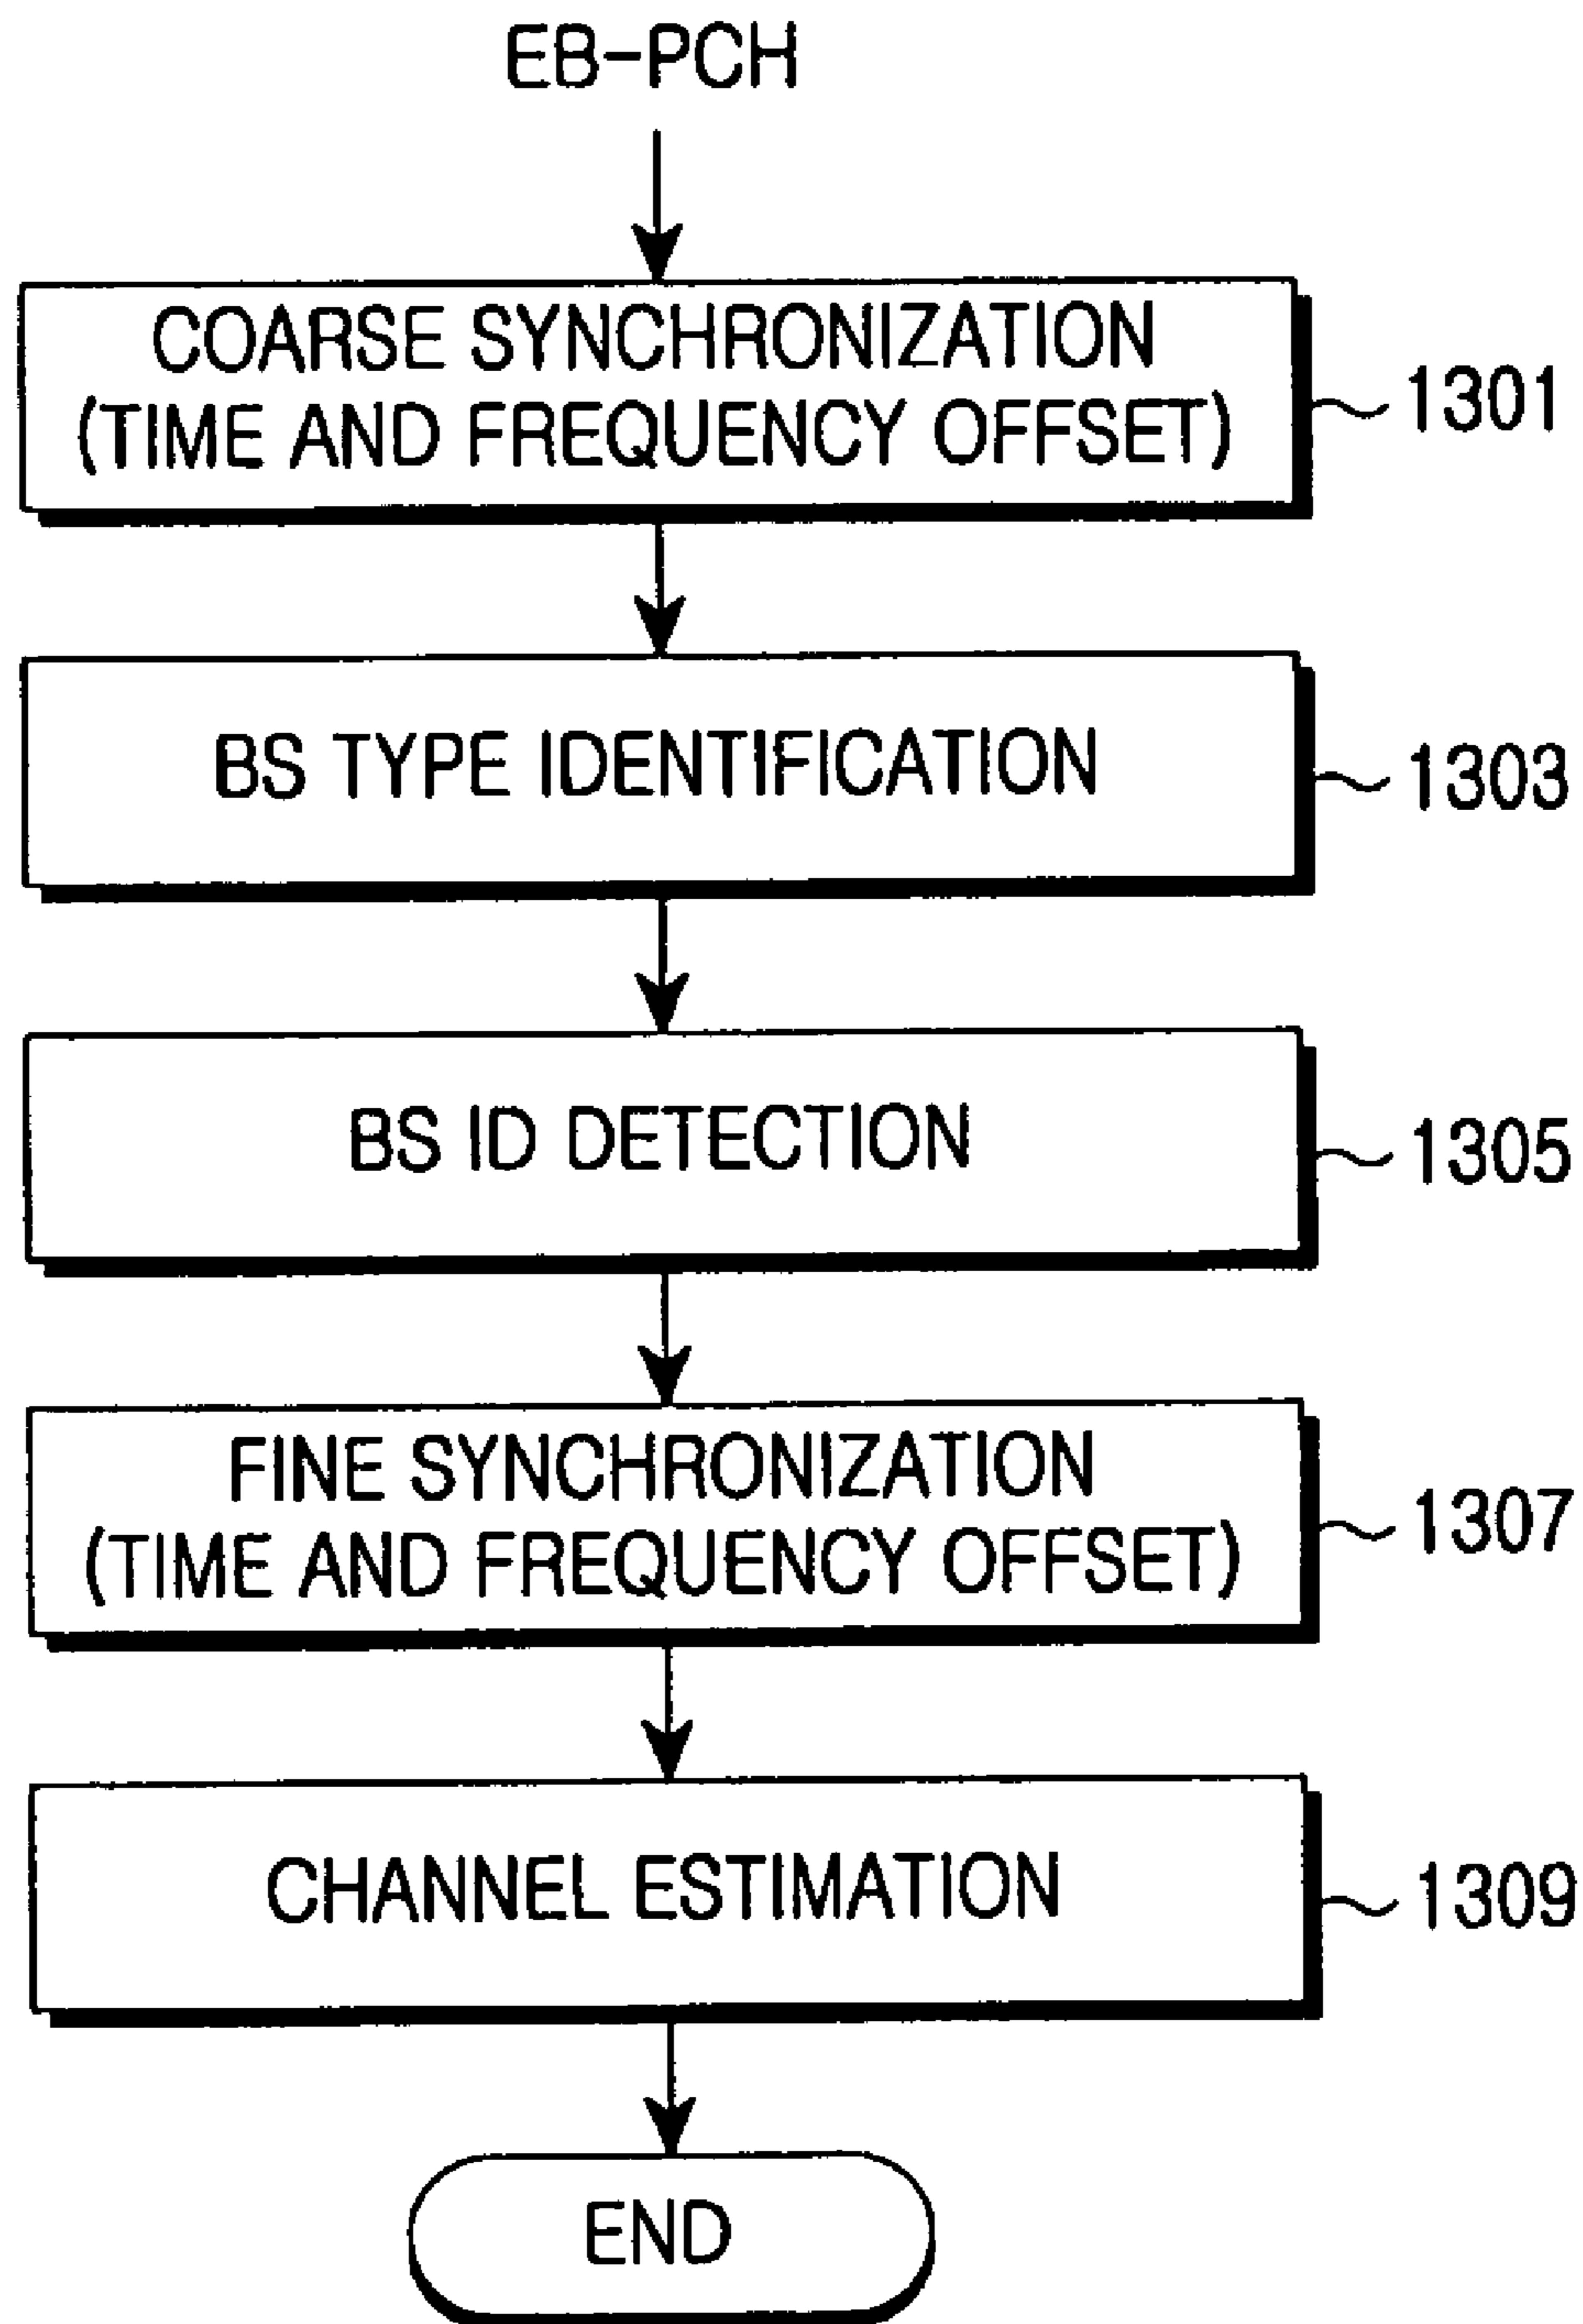 EB-PCH
COARSE SYNCHRONIZATION
(TIME AND FREQUENCY OFFSET)
1301
BS TYPE IDENTIFICATION
1303
BS ID DETECTION
1305
FINE SYNCHRONIZATION
(TIME AND FREQUENCY OFFSET)
1307
CHANNEL ESTIMATION
1309
END